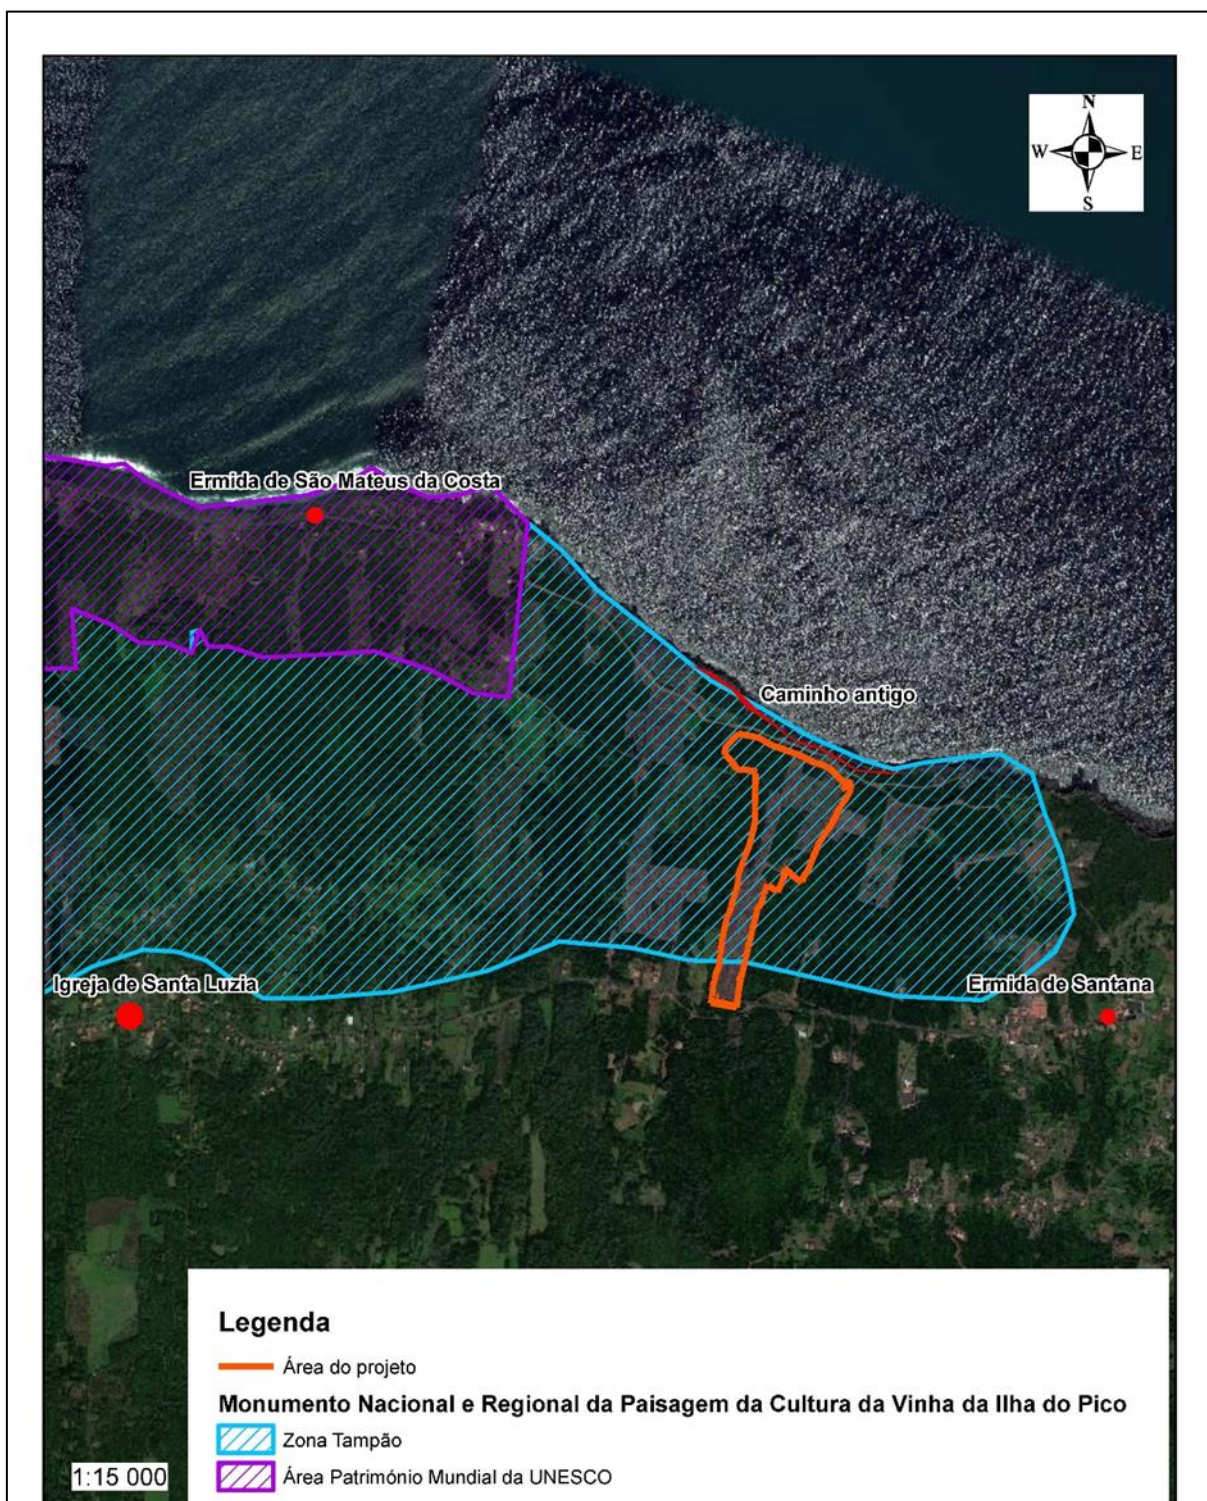 N
W E
S
Ermida de São Mateus da Costa
Caminho antigo
Igreja de Santa Luzia
Ermida de Santana
Legenda
Área do projeto
Monumento Nacional e Regional da Paisagem da Cultura da Vinha da Ilha do Pico
Zona Tampão
1:15 000
Área Património Mundial da UNESCO